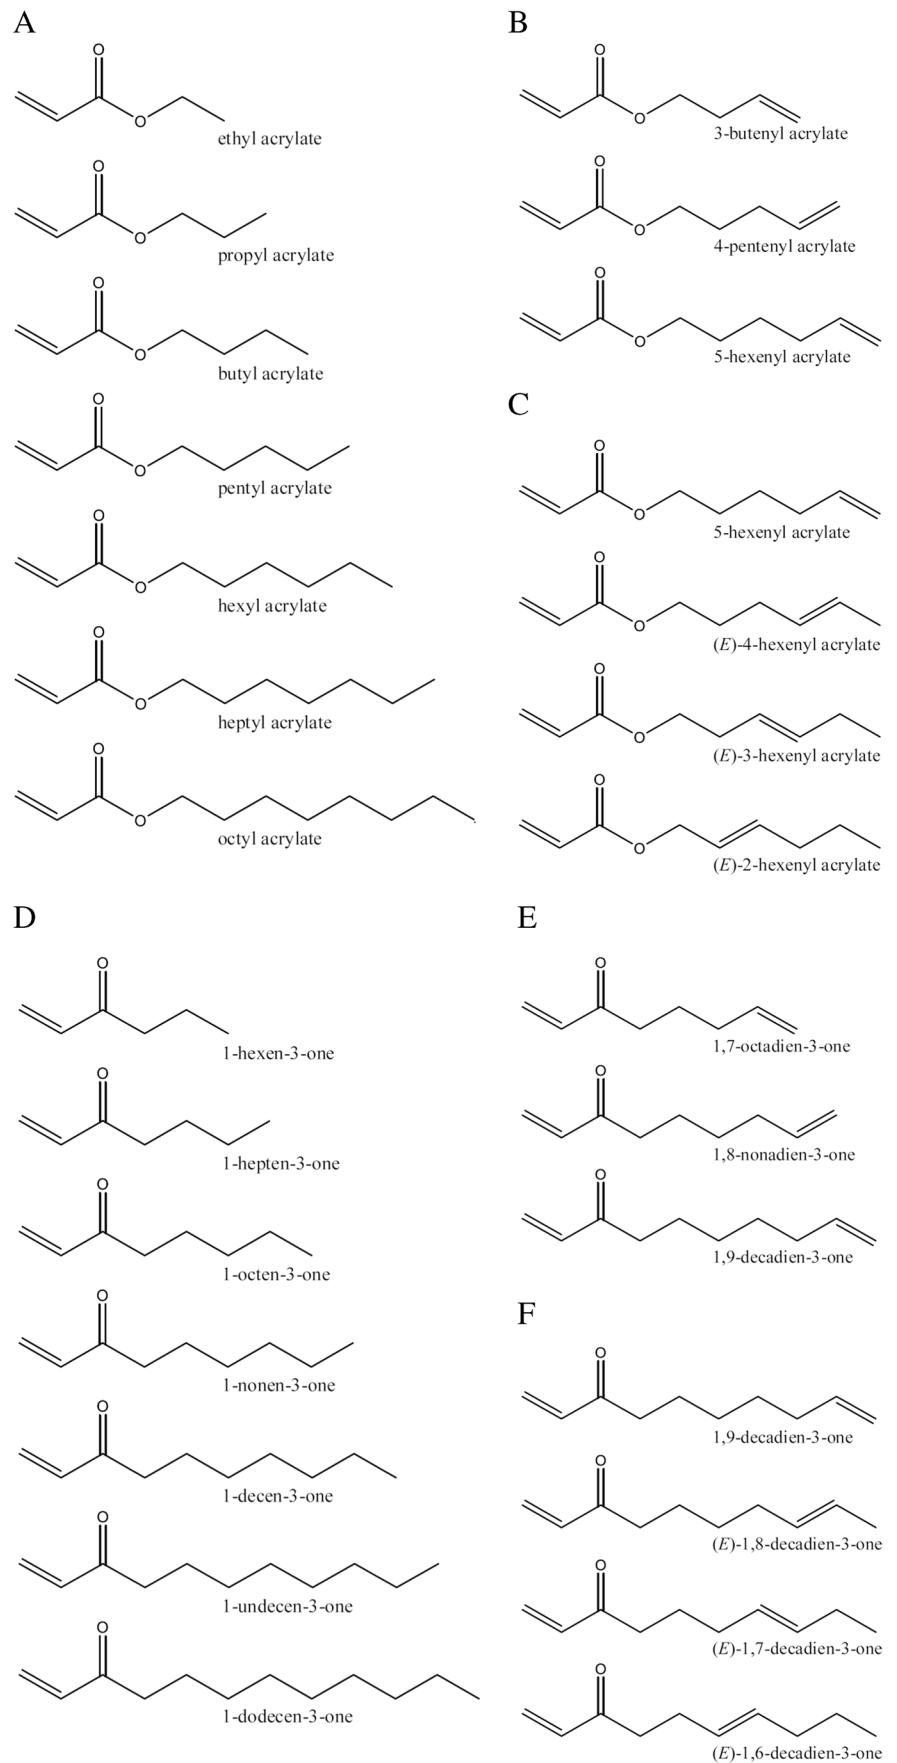 A
O
O
ethyl acrylate
O
O
propyl acrylate
O
O
butyl acrylate
O
O
pentyl acrylate
O
O
hexyl acrylate
O
O
heptyl acrylate
O
O
octyl acrylate
B
O
O
3-butenyl acrylate
O
O
4-pentenyl acrylate
O
O
5-hexenyl acrylate
C
O
O
5-hexenyl acrylate
O
O
(E)-4-hexenyl acrylate
O
O
(E)-3-hexenyl acrylate
O
O
(E)-2-hexenyl acrylate
D
O
1-hexen-3-one
O
1-hepten-3-one
O
1-octen-3-one
O
1-nonen-3-one
O
1-decen-3-one
O
1-undecen-3-one
O
1-dodecen-3-one
E
O
1,7-octadien-3-one
O
1,8-nonadien-3-one
O
1,9-decadien-3-one
F
O
1,9-decadien-3-one
O
(E)-1,8-decadien-3-one
O
(E)-1,7-decadien-3-one
O
(E)-1,6-decadien-3-one